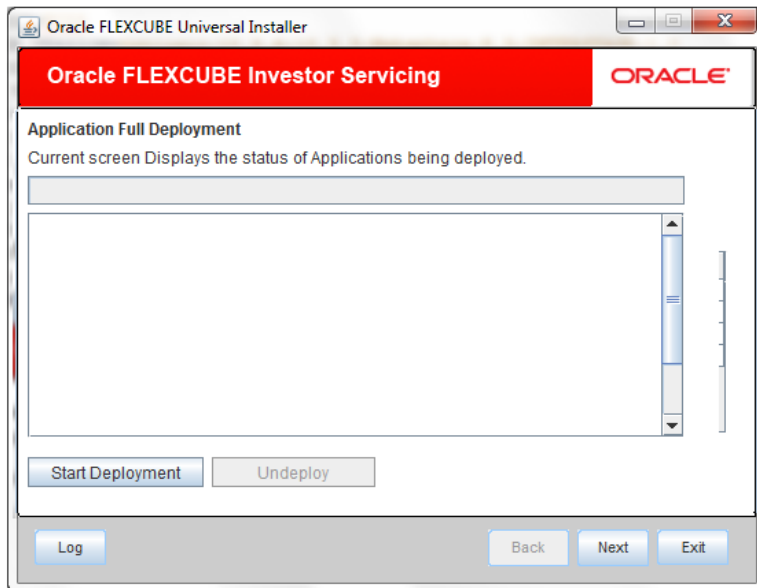 Oracle FLEXCUBE Universal Installer
Oracle FLEXCUBE Investor Servicing
ORACLE
Application Full Deployment
Current screen Displays the status of Applications being deployed.
Start Deployment Undeploy
Log Back Next Exit